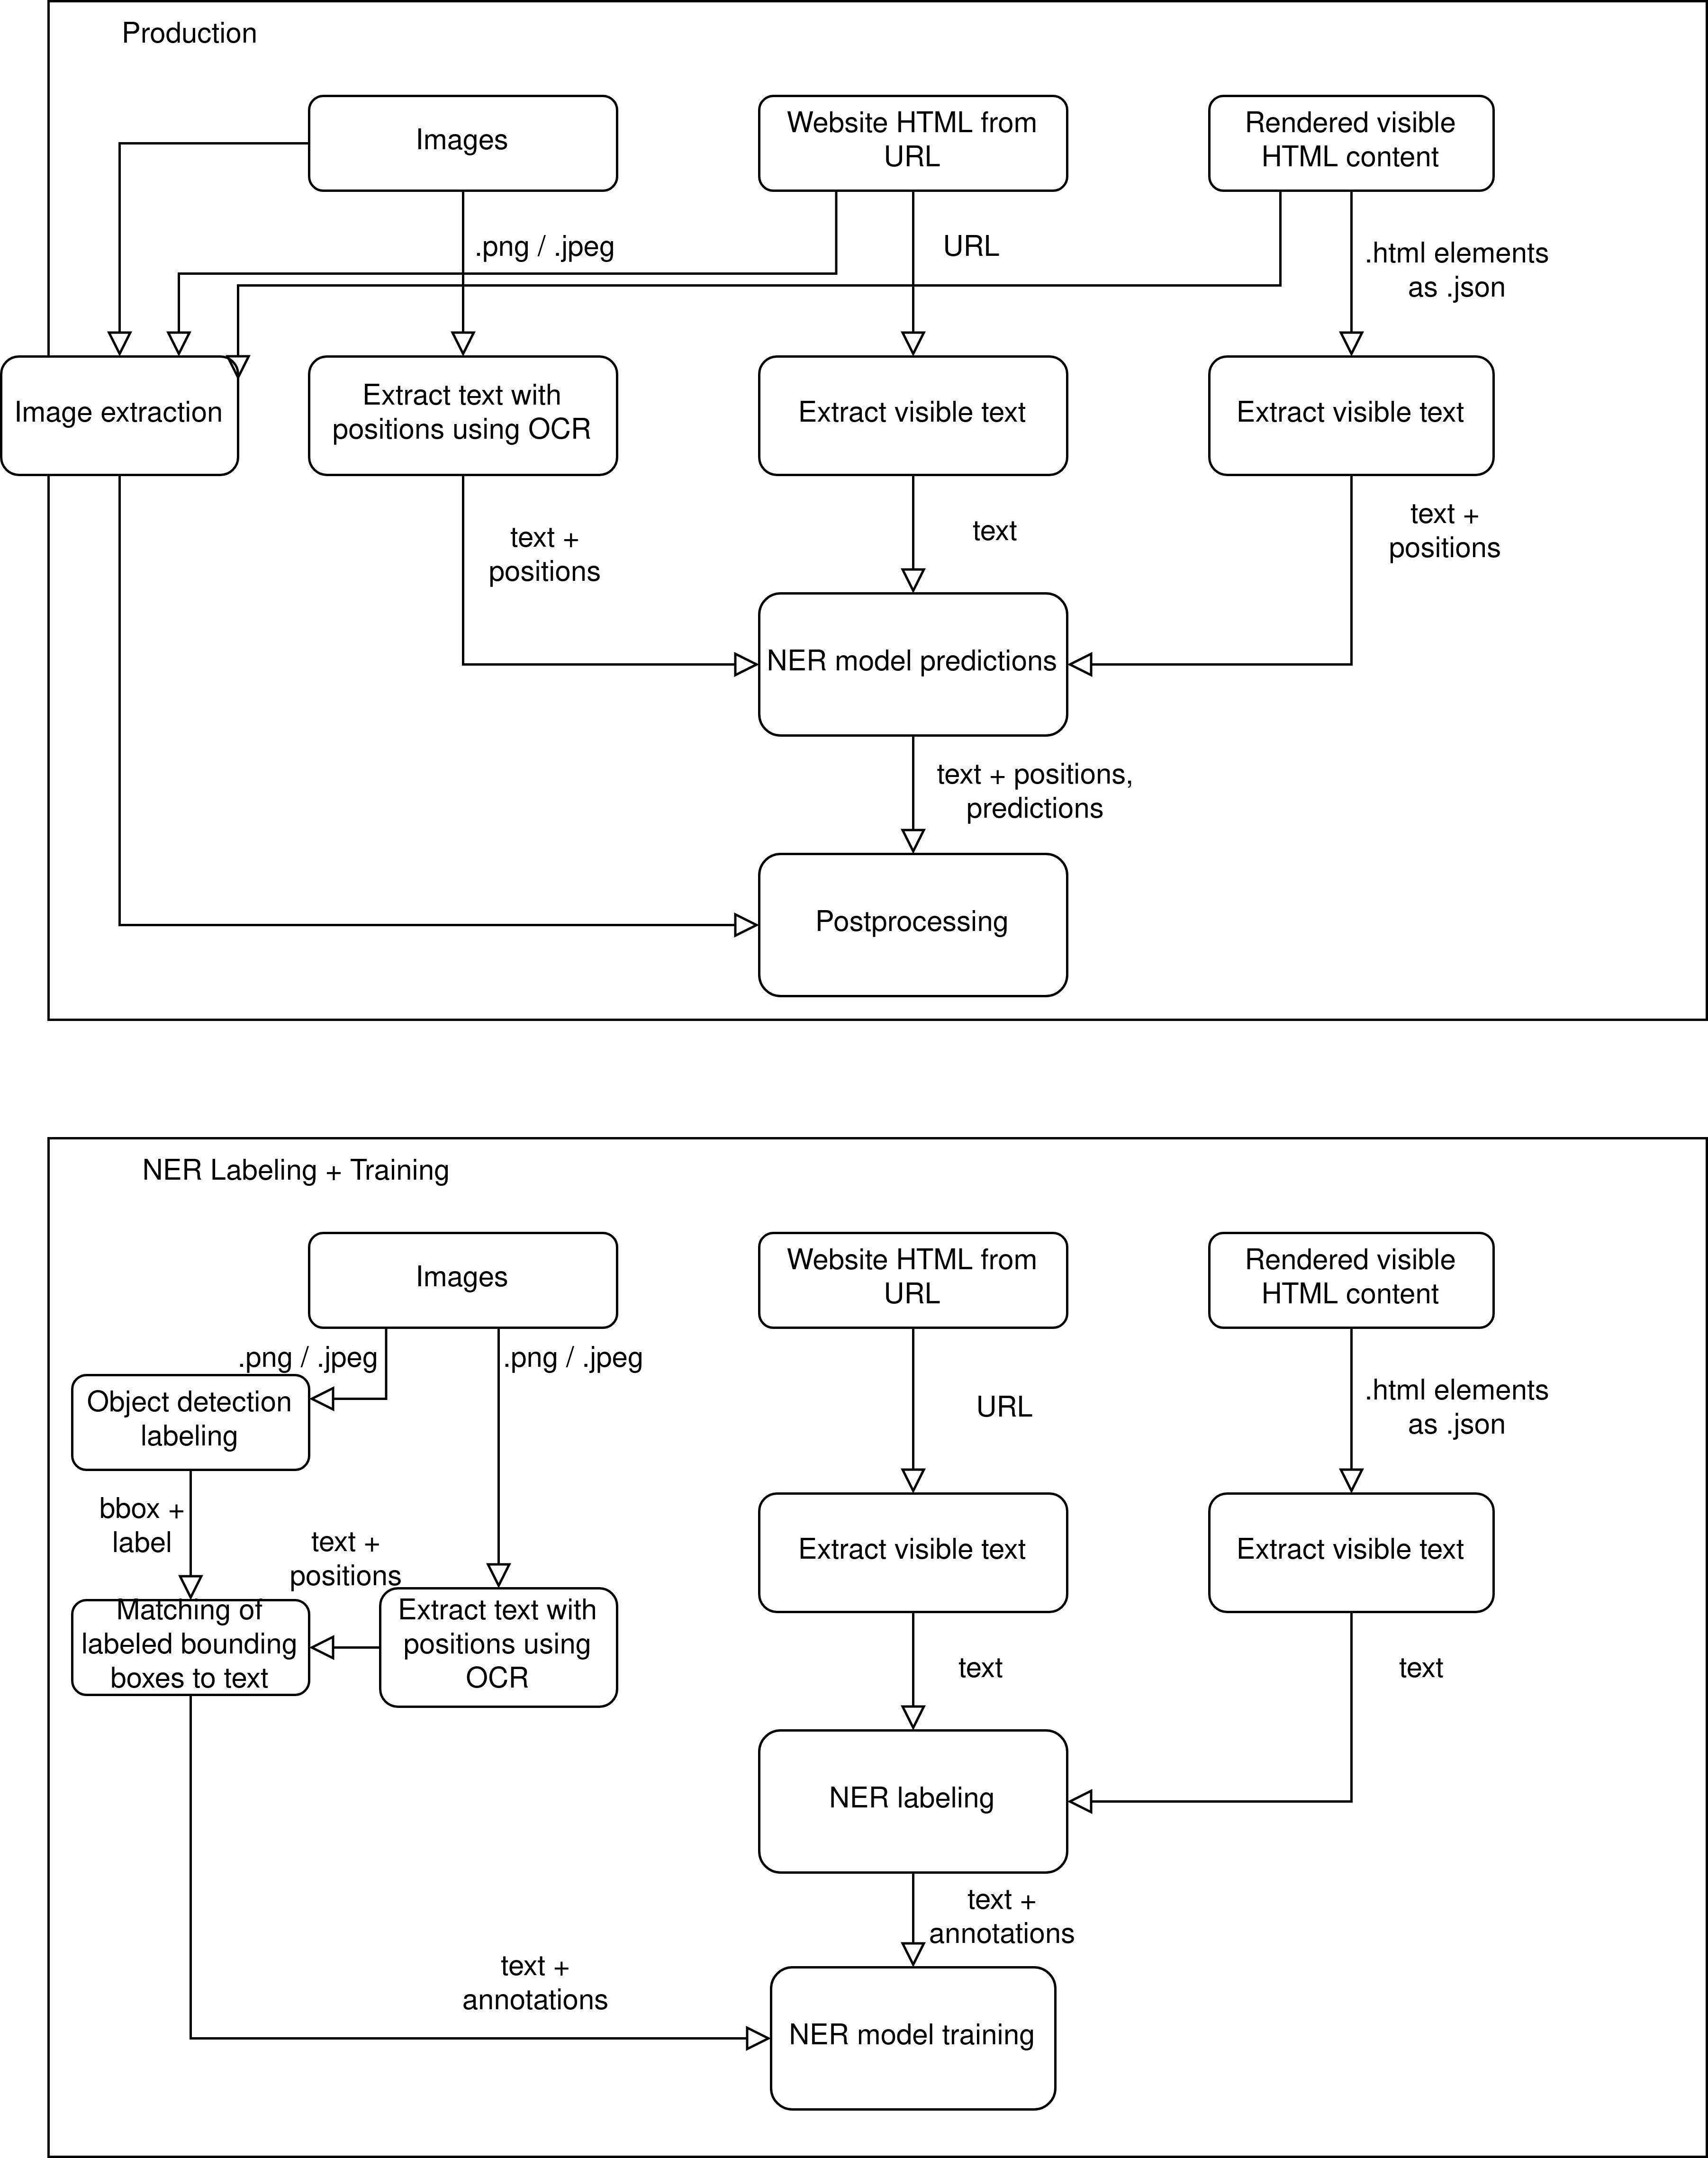 Production
Images
Website HTML from
URL
Rendered visible
HTML content
.png / .jpeg
URL
.html elements
as .json
Image extraction
Extract text with
positions using OCR
Extract visible text
Extract visible text
text +
positions
text
text +
positions
NER model predictions
text + positions,
predictions
Postprocessing
NER Labeling + Training
Images
Website HTML from
URL
Rendered visible
HTML content
.png / .jpeg
.png / .jpeg
URL
.html elements
as .json
Object detection
labeling
bbox +
label
text +
positions
Extract visible text
Extract visible text
Matching of
labeled bounding
boxes to text
Extract text with
positions using
OCR
text
text
NER labeling
text +
annotations
text +
annotations
NER model training